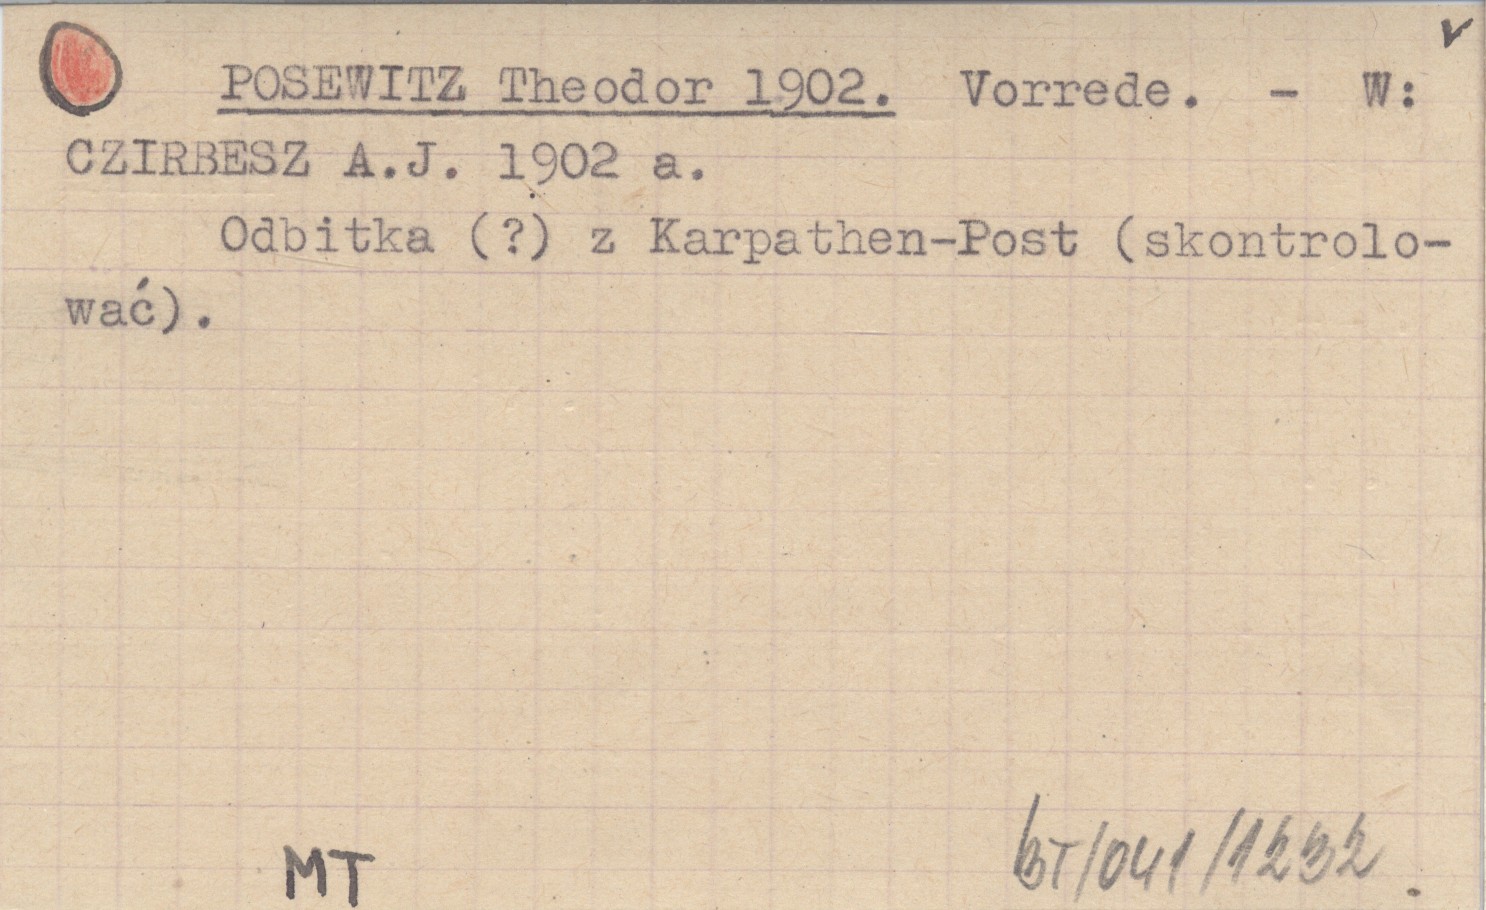 POSEWITZ Theodor 1902. Vorrede. - W:
CZIRBESZ A.J. 1902 a.
Odbitka (?) z Karpathen-Post (skontrolo-
wać).
MT
BT/041/1232.